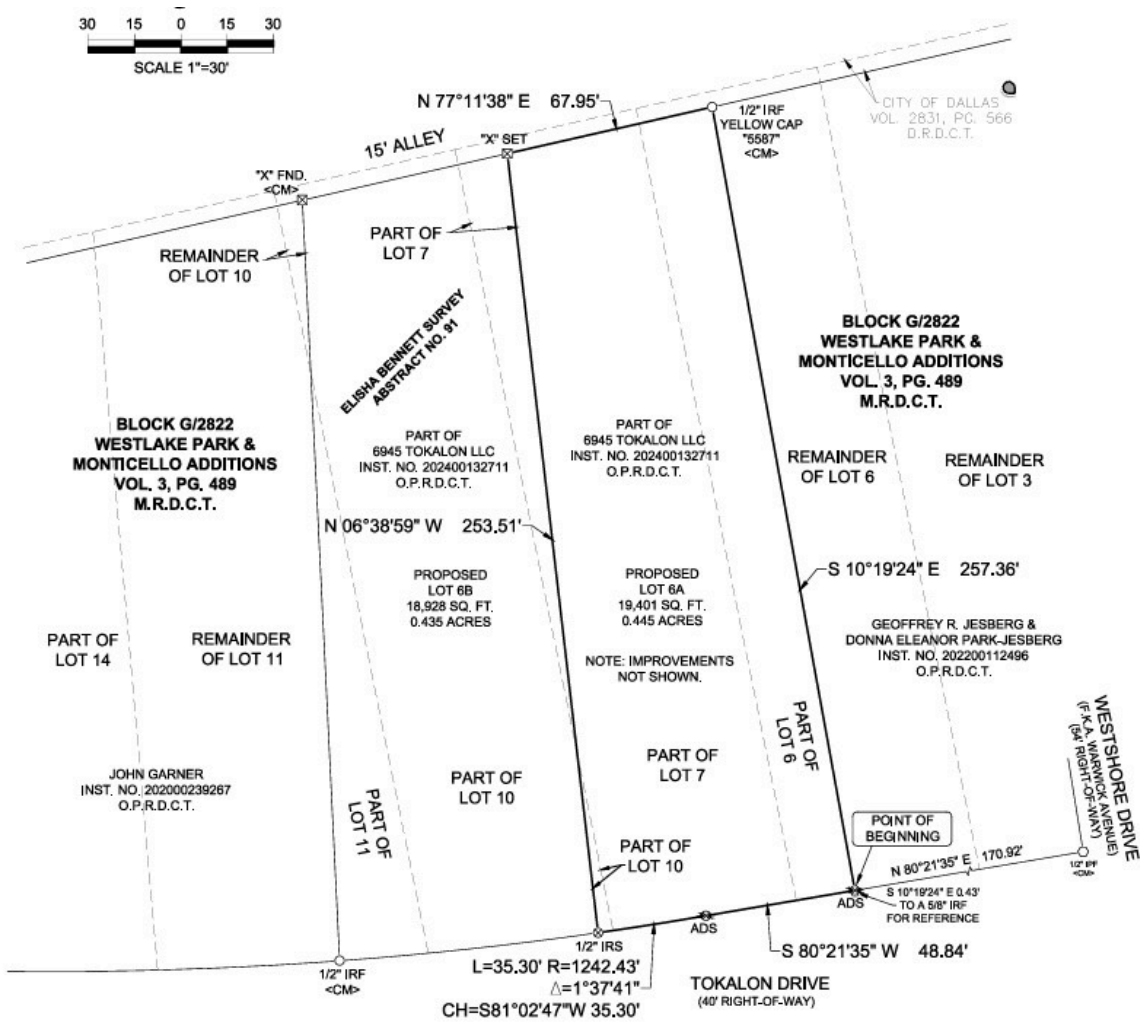 30 15 0 15 30
SCALE 1"=30'
N 77°11'38" E 67.95'
1/2" IRF
YELLOW CAP
"5587"
<CM>
CITY OF DALLAS
VOL. 2831, PG. 566
D.R.D.C.T.
15' ALLEY
"X" SET
"X" FND.
<CM>
REMAINDER
OF LOT 10
PART OF
LOT 7
ELISHA BENNETT SURVEY
ABSTRACT NO. 91
BLOCK G/2822
WESTLAKE PARK &
MONTICELLO ADDITIONS
VOL. 3, PG. 489
M.R.D.C.T.
BLOCK G/2822
WESTLAKE PARK &
MONTICELLO ADDITIONS
VOL. 3, PG. 489
M.R.D.C.T.
PART OF
6945 TOKALON LLC
INST. NO. 202400132711
O.P.R.D.C.T.
PART OF
6945 TOKALON LLC
INST. NO. 202400132711
O.P.R.D.C.T.
REMAINDER
OF LOT 6
REMAINDER
OF LOT 3
N 06°38'59" W 253.51'
S 10°19'24" E 257.36'
PROPOSED
LOT 6B
18,928 SQ. FT.
0.435 ACRES
PROPOSED
LOT 6A
19,401 SQ. FT.
0.445 ACRES
NOTE: IMPROVEMENTS
NOT SHOWN.
GEOFFREY R. JESBERG &
DONNA ELEANOR PARK-JESBERG
INST. NO. 202200112496
O.P.R.D.C.T.
PART OF
LOT 14
REMAINDER
OF LOT 11
PART OF
LOT 6
WESTSHORE DRIVE
(F.K.A. WARWICK AVENUE)
(54' RIGHT-OF-WAY)
JOHN GARNER
INST. NO. 202000239267
O.P.R.D.C.T.
PART OF
LOT 11
PART OF
LOT 10
PART OF
LOT 7
PART OF
LOT 10
POINT OF
BEGINNING
N 80°21'35" E 170.92'
1/2" IPF
<CM>
ADS
S 10°19'24" E 0.43'
TO A 5/8" IRF
FOR REFERENCE
ADS
1/2" IRS
1/2" IRF
<CM>
S 80°21'35" W 48.84'
L=35.30' R=1242.43'
△=1°37'41"
CH=S81°02'47"W 35.30'
TOKALON DRIVE
(40' RIGHT-OF-WAY)